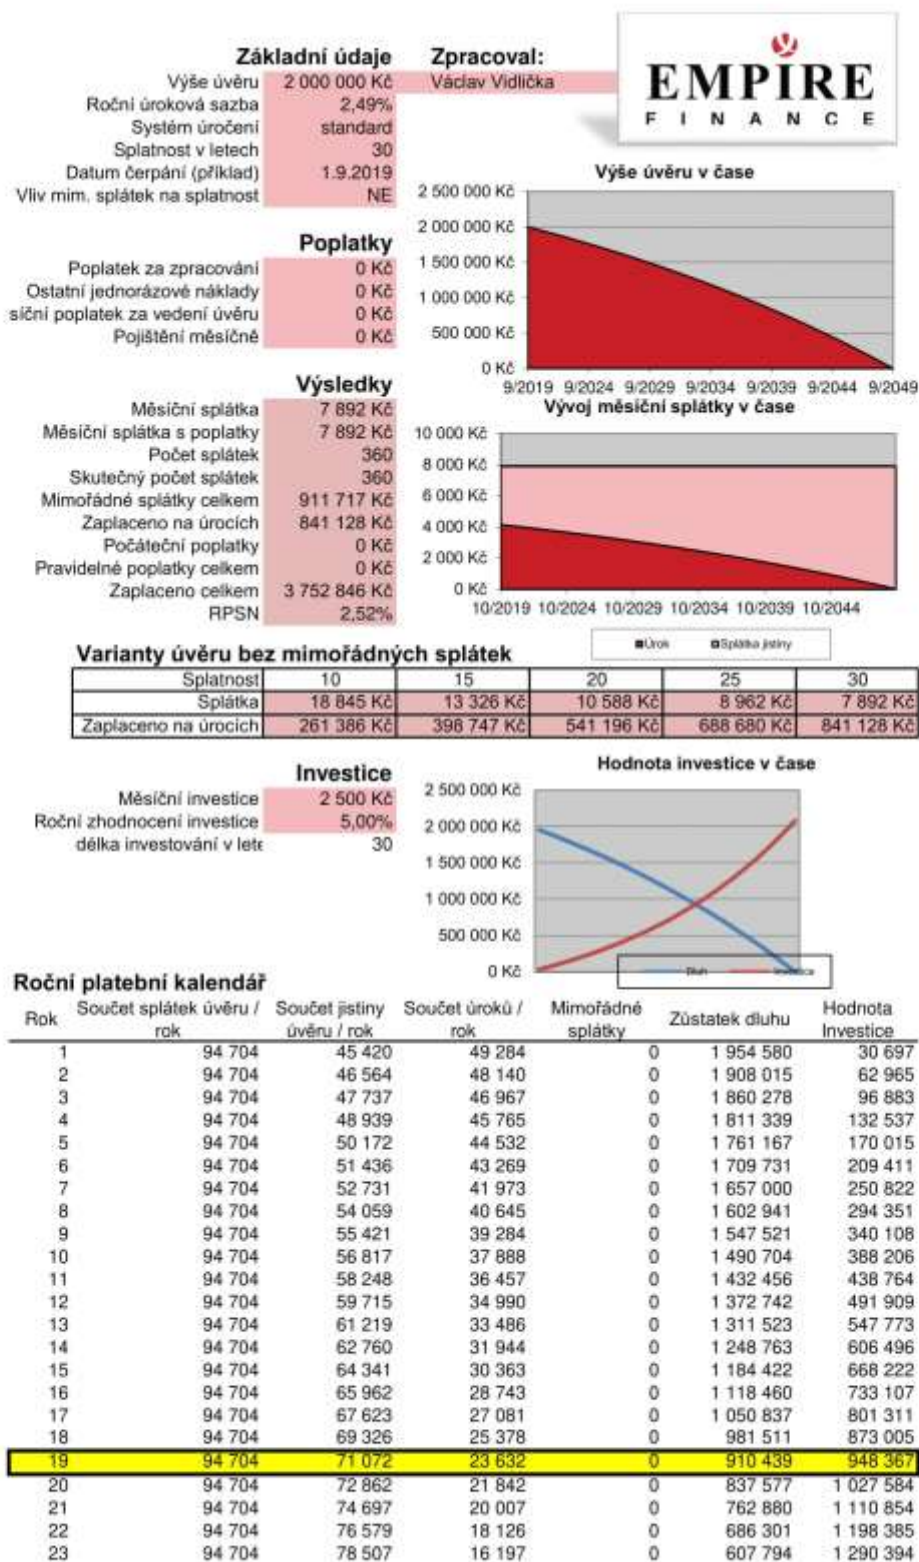 EMPIRE
FINANCE
Základní údaje Zpracoval:
Výše úvěru 2 000 000 Kč Václav Vidlička
Roční úroková sazba 2,49%
Systém úročení standard
Splatnost v letech 30
Datum čerpání (příklad) 1.9.2019
Vliv mim. splátek na splatnost NE
Výše úvěru v čase
2 500 000 Kč
2 000 000 Kč
1 500 000 Kč
1 000 000 Kč
500 000 Kč
0 Kč
9/2019 9/2024 9/2029 9/2034 9/2039 9/2044 9/2049
Poplatky
Poplatek za zpracování 0 Kč
Ostatní jednorázové náklady 0 Kč
síční poplatek za vedení úvěru 0 Kč
Pojištění měsíčně 0 Kč
Výsledky
Měsíční splátka 7 892 Kč
Měsíční splátka s poplatky 7 892 Kč
Počet splátek 360
Skutečný počet splátek 360
Mimořádné splátky celkem 911 717 Kč
Zaplaceno na úrocích 841 128 Kč
Počáteční poplatky 0 Kč
Pravidelné poplatky celkem 0 Kč
Zaplaceno celkem 3 752 846 Kč
RPSN 2,52%
Vývoj měsíční splátky v čase
10 000 Kč
8 000 Kč
6 000 Kč
4 000 Kč
2 000 Kč
0 Kč
10/2019 10/2024 10/2029 10/2034 10/2039 10/2044
Úrok Splátka jistiny
Varianty úvěru bez mimořádných splátek
Splatnost 10 15 20 25 30
Splátka 18 845 Kč 13 326 Kč 10 588 Kč 8 962 Kč 7 892 Kč
Zaplaceno na úrocích 261 386 Kč 398 747 Kč 541 196 Kč 688 680 Kč 841 128 Kč
Investice
Měsíční investice 2 500 Kč
Roční zhodnocení investice 5,00%
délka investování v lete 30
Hodnota investice v čase
2 500 000 Kč
2 000 000 Kč
1 500 000 Kč
1 000 000 Kč
500 000 Kč
0 Kč
Dluh Investice
Roční platební kalendář
Rok Součet splátek úvěru / rok Součet jistiny úvěru / rok Součet úroků / rok Mimořádné splátky Zůstatek dluhu Hodnota Investice
1 94 704 45 420 49 284 0 1 954 580 30 697
2 94 704 46 564 48 140 0 1 908 015 62 965
3 94 704 47 737 46 967 0 1 860 278 96 883
4 94 704 48 939 45 765 0 1 811 339 132 537
5 94 704 50 172 44 532 0 1 761 167 170 015
6 94 704 51 436 43 269 0 1 709 731 209 411
7 94 704 52 731 41 973 0 1 657 000 250 822
8 94 704 54 059 40 645 0 1 602 941 294 351
9 94 704 55 421 39 284 0 1 547 521 340 108
10 94 704 56 817 37 888 0 1 490 704 388 206
11 94 704 58 248 36 457 0 1 432 456 438 764
12 94 704 59 715 34 990 0 1 372 742 491 909
13 94 704 61 219 33 486 0 1 311 523 547 773
14 94 704 62 760 31 944 0 1 248 763 606 496
15 94 704 64 341 30 363 0 1 184 422 668 222
16 94 704 65 962 28 743 0 1 118 460 733 107
17 94 704 67 623 27 081 0 1 050 837 801 311
18 94 704 69 326 25 378 0 981 511 873 005
19 94 704 71 072 23 632 0 910 439 948 367
20 94 704 72 862 21 842 0 837 577 1 027 584
21 94 704 74 697 20 007 0 762 880 1 110 854
22 94 704 76 579 18 126 0 686 301 1 198 385
23 94 704 78 507 16 197 0 607 794 1 290 394